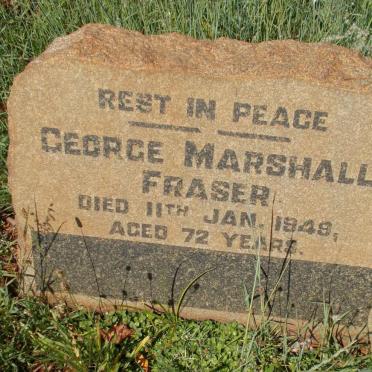 REST IN PEACE
GEORGE MARSHALL
FRASER
DIED 11TH JAN. 1949,
AGED 72 YEARS.